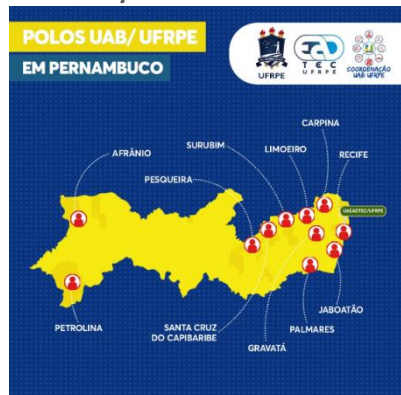 POLOS UAB/ UFRPE
EM PERNAMBUCO
UFRPE
TEC
UFRPE
COORDENAÇÃO
UAB UFRPE
CARPINA
SURUBIM
LIMOEIRO
AFRÂNIO
RECIFE
PESQUEIRA
UAEADTEC/UFRPE
JABOATÃO
PETROLINA
SANTA CRUZ
DO CAPIBARIBE
PALMARES
GRAVATÁ